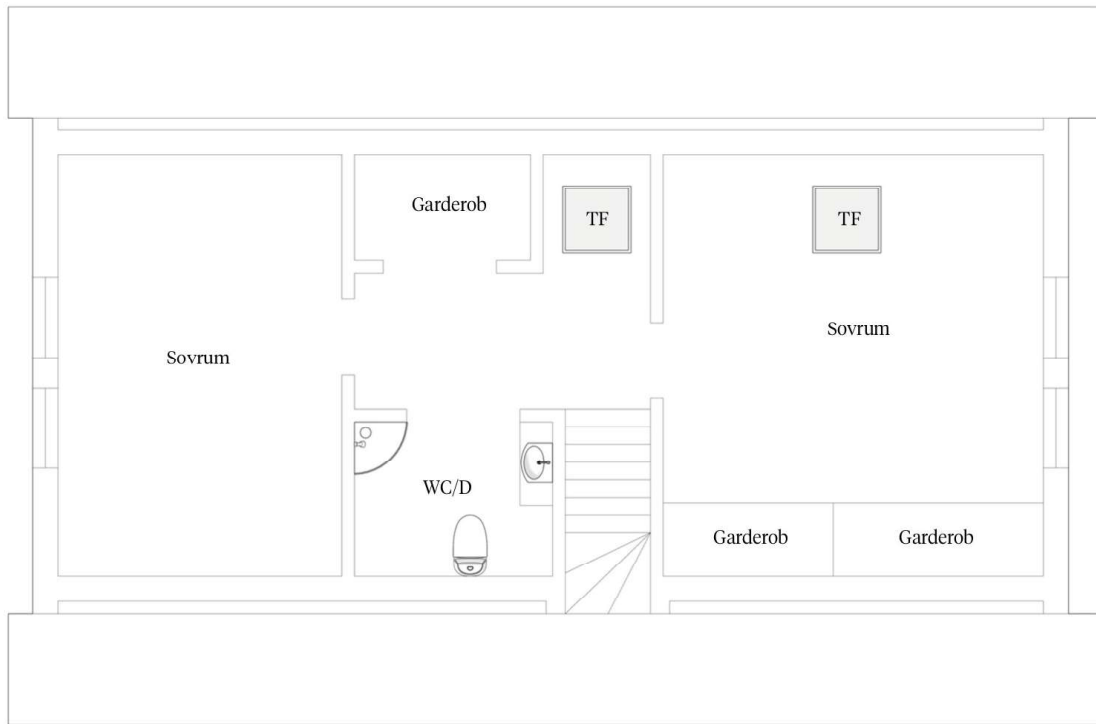 Garderob
TF
TF
Sovrum
Sovrum
WC/D
Garderob
Garderob